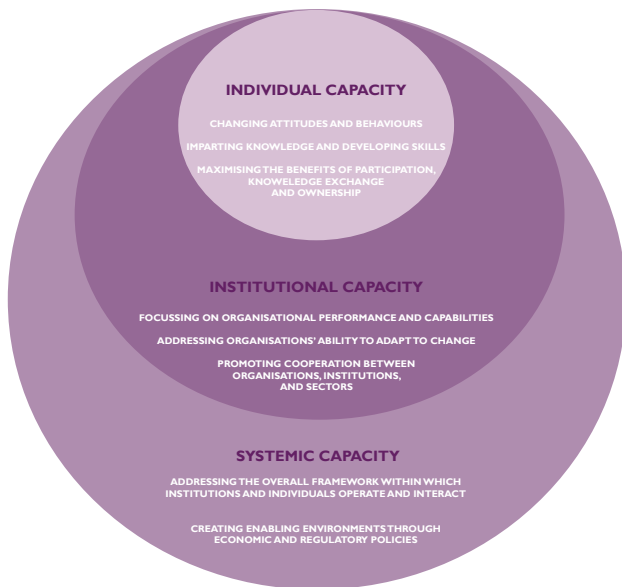 INDIVIDUAL CAPACITY
CHANGING ATTITUDES AND BEHAVIOURS
IMPARTING KNOWLEDGE AND DEVELOPING SKILLS
MAXIMISING THE BENEFITS OF PARTICIPATION,
KNOWELEDGE EXCHANGE
AND OWNERSHIP
INSTITUTIONAL CAPACITY
FOCUSSING ON ORGANISATIONAL PERFORMANCE AND CAPABILITIES
ADDRESSING ORGANISATIONS' ABILITY TO ADAPT TO CHANGE
PROMOTING COOPERATION BETWEEN
ORGANISATIONS, INSTITUTIONS,
AND SECTORS
SYSTEMIC CAPACITY
ADDRESSING THE OVERALL FRAMEWORK WITHIN WHICH
INSTITUTIONS AND INDIVIDUALS OPERATE AND INTERACT
CREATING ENABLING ENVIRONMENTS THROUGH
ECONOMIC AND REGULATORY POLICIES